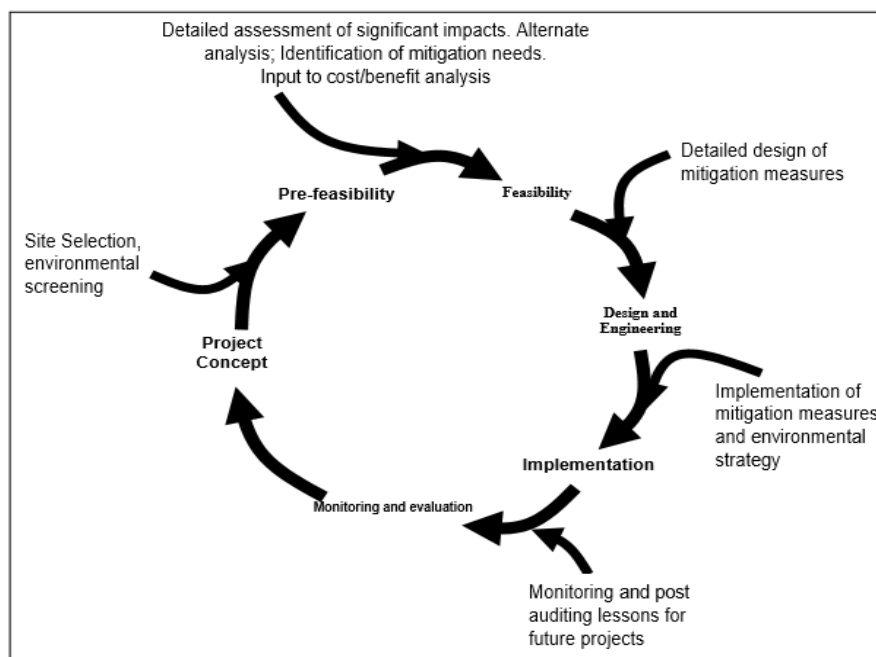 Detailed assessment of significant impacts. Alternate
analysis; Identification of mitigation needs.
Input to cost/benefit analysis
Detailed design of
mitigation measures
Pre-feasibility
Feasibility
Site Selection,
environmental
screening
Design and
Engineering
Project
Concept
Implementation of
mitigation measures
and environmental
strategy
Implementation
Monitoring and evaluation
Monitoring and post
auditing lessons for
future projects